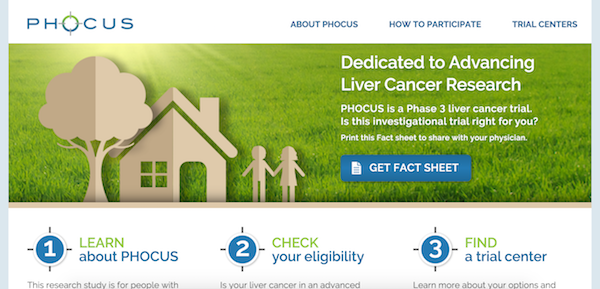 PHOCUS
ABOUT PHOCUS
HOW TO PARTICIPATE
TRIAL CENTERS
Dedicated to Advancing
Liver Cancer Research
PHOCUS is a Phase 3 liver cancer trial.
Is this investigational trial right for you?
Print this Fact sheet to share with your physician.
GET FACT SHEET
1 LEARN
about PHOCUS
This research study is for people with
2 CHECK
your eligibility
Is your liver cancer in an advanced
3 FIND
a trial center
Learn more about your options and